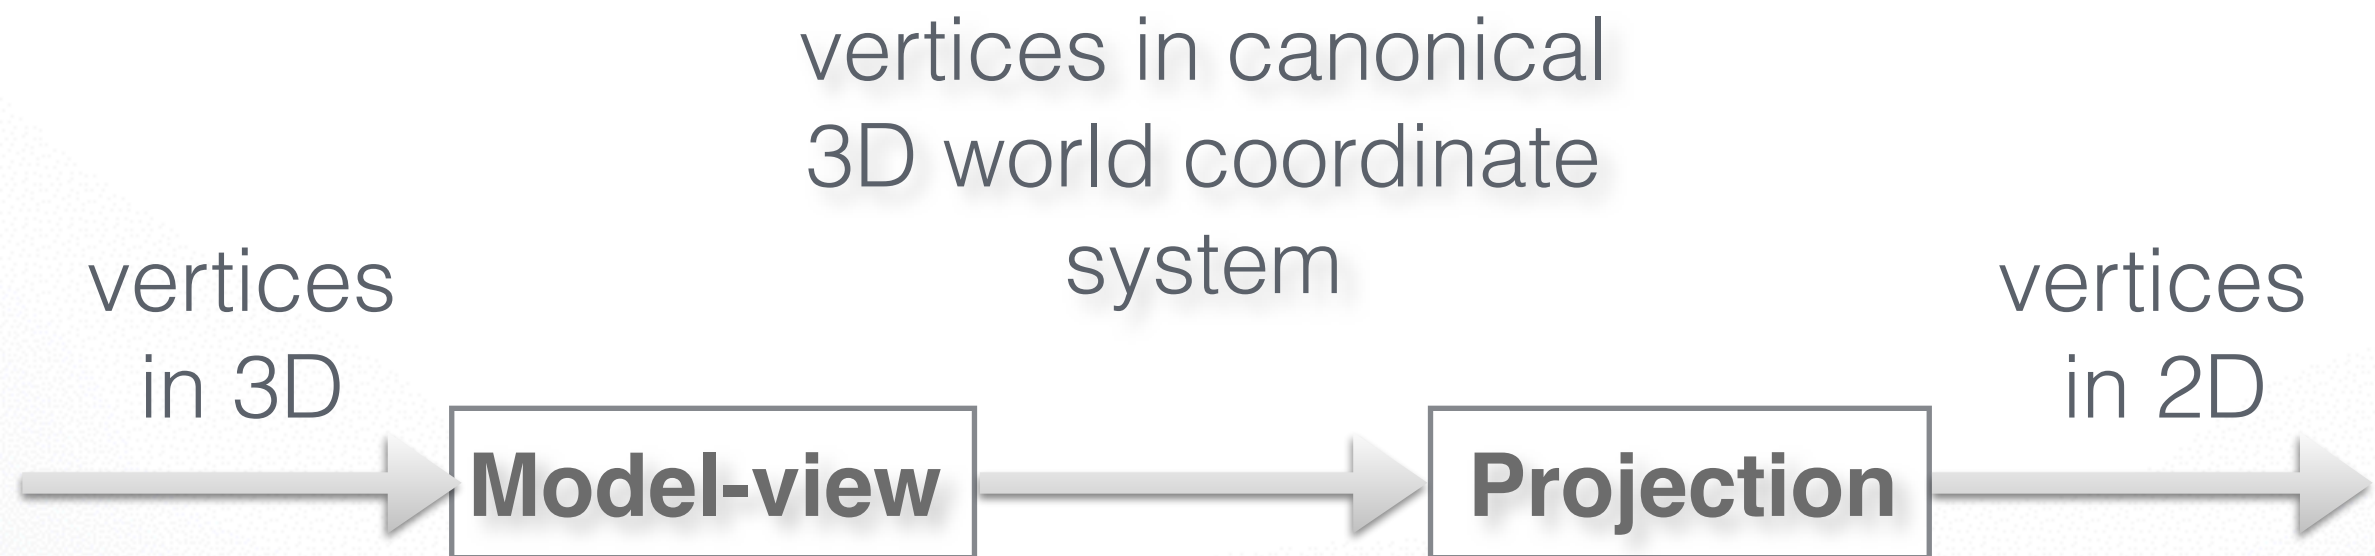 vertices in canonical
3D world coordinate
system
vertices
in 3D
vertices
in 2D
Model-view
Projection